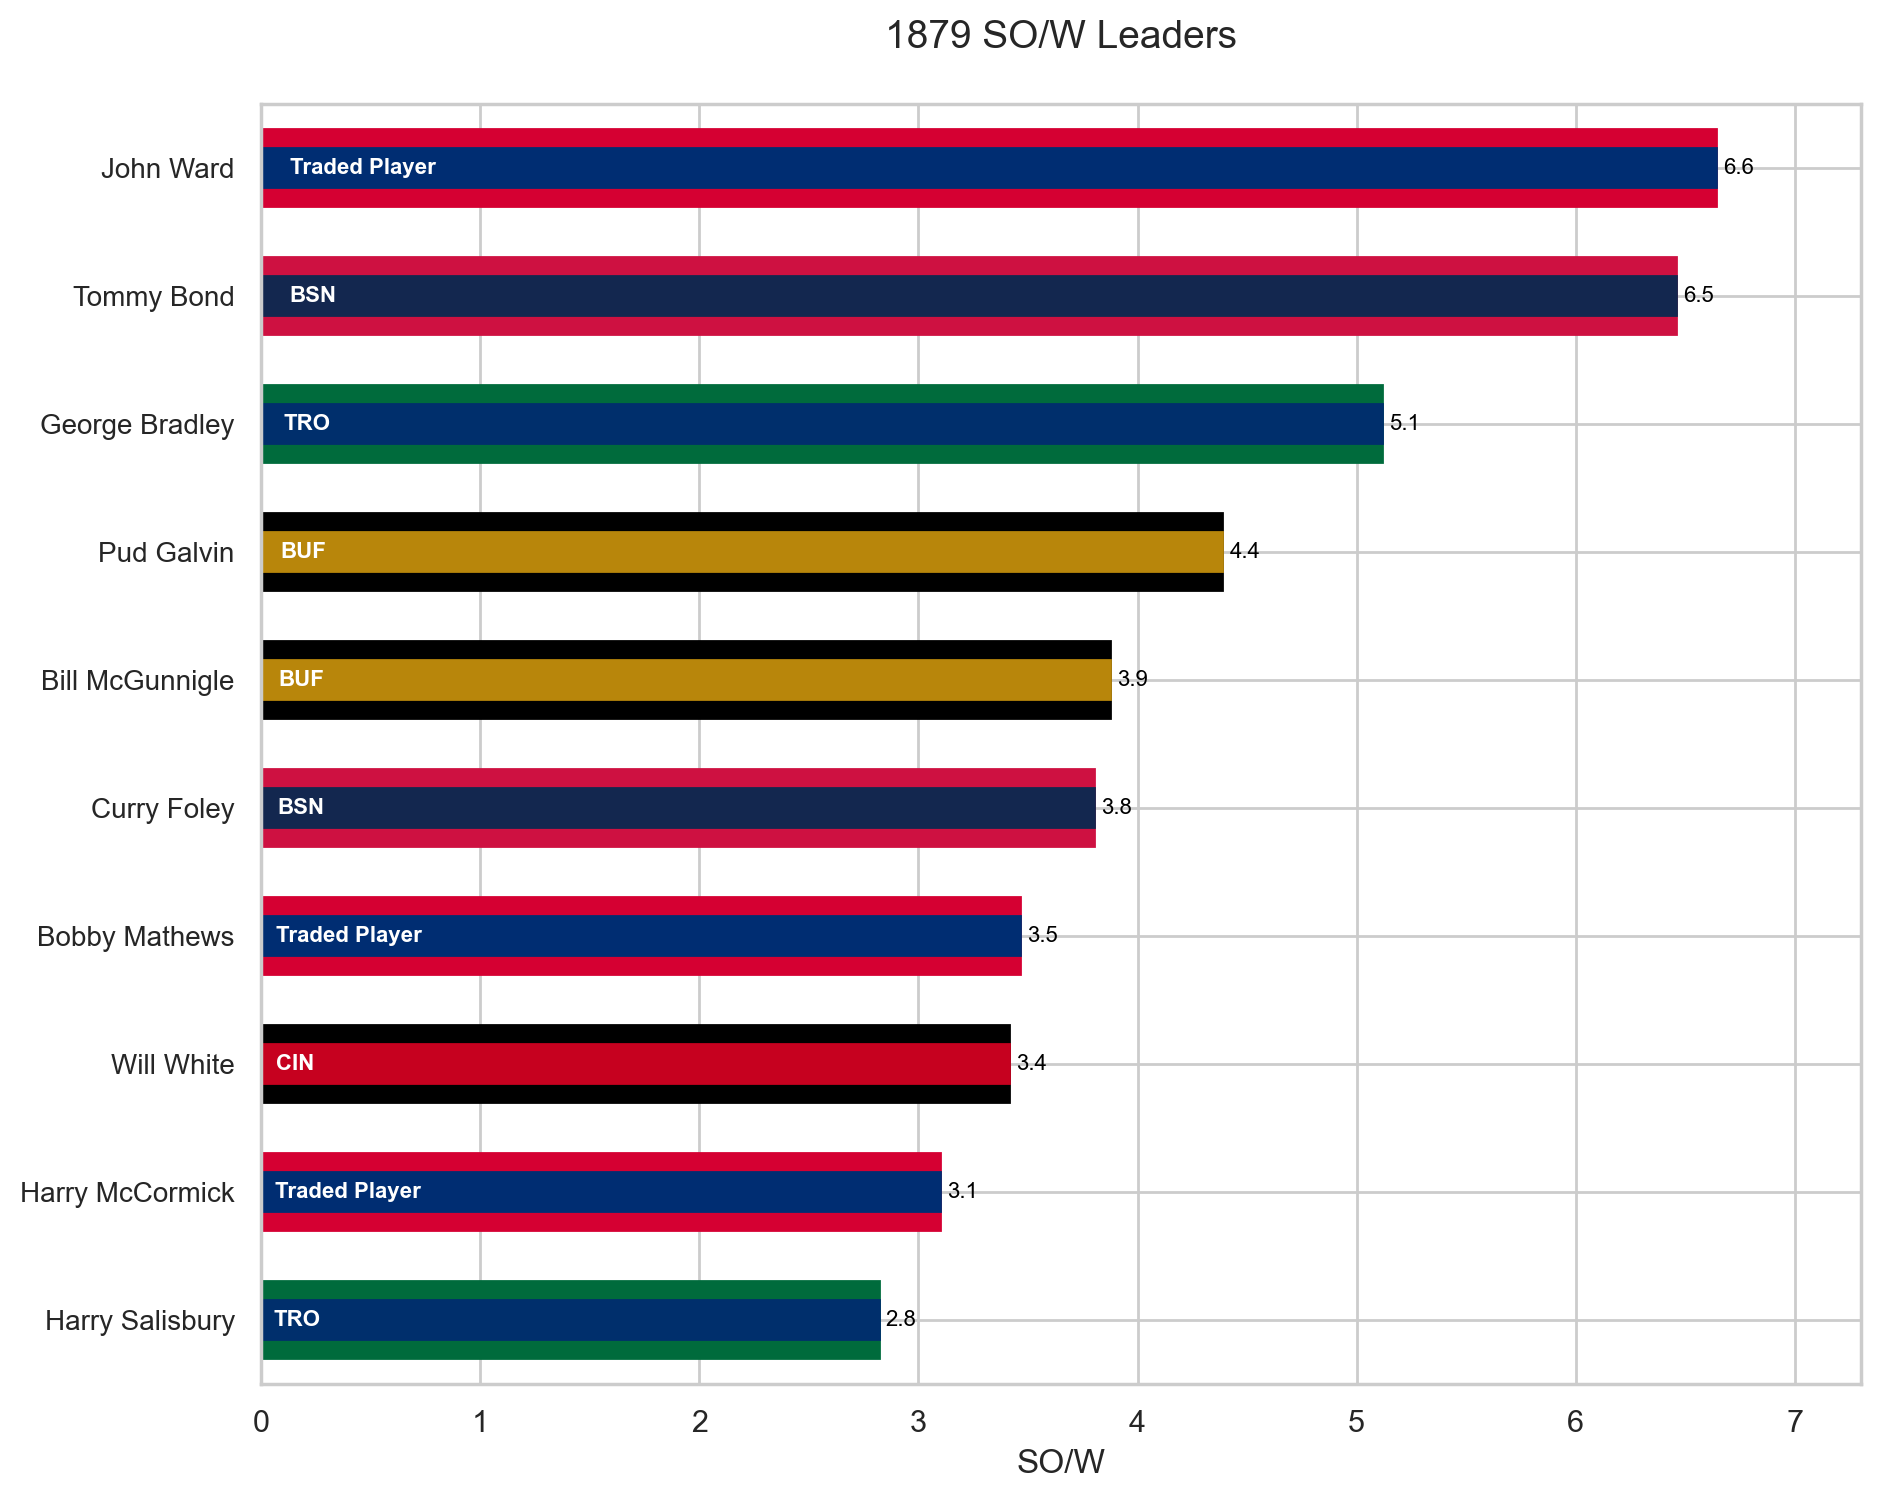 1879 SO/W Leaders
John Ward
Traded Player
6.6
Tommy Bond
BSN
6.5
George Bradley
TRO
5.1
Pud Galvin
BUF
4.4
Bill McGunnigle
BUF
3.9
Curry Foley
BSN
3.8
Bobby Mathews
Traded Player
3.5
Will White
CIN
3.4
Harry McCormick
Traded Player
3.1
Harry Salisbury
TRO
2.8
0 1 2 3 4 5 6 7
SO/W